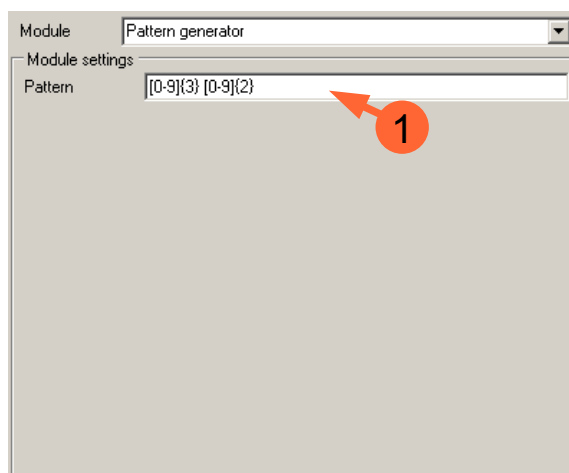 Module Pattern generator
Module settings
Pattern [0-9]{3} [0-9]{2}
1